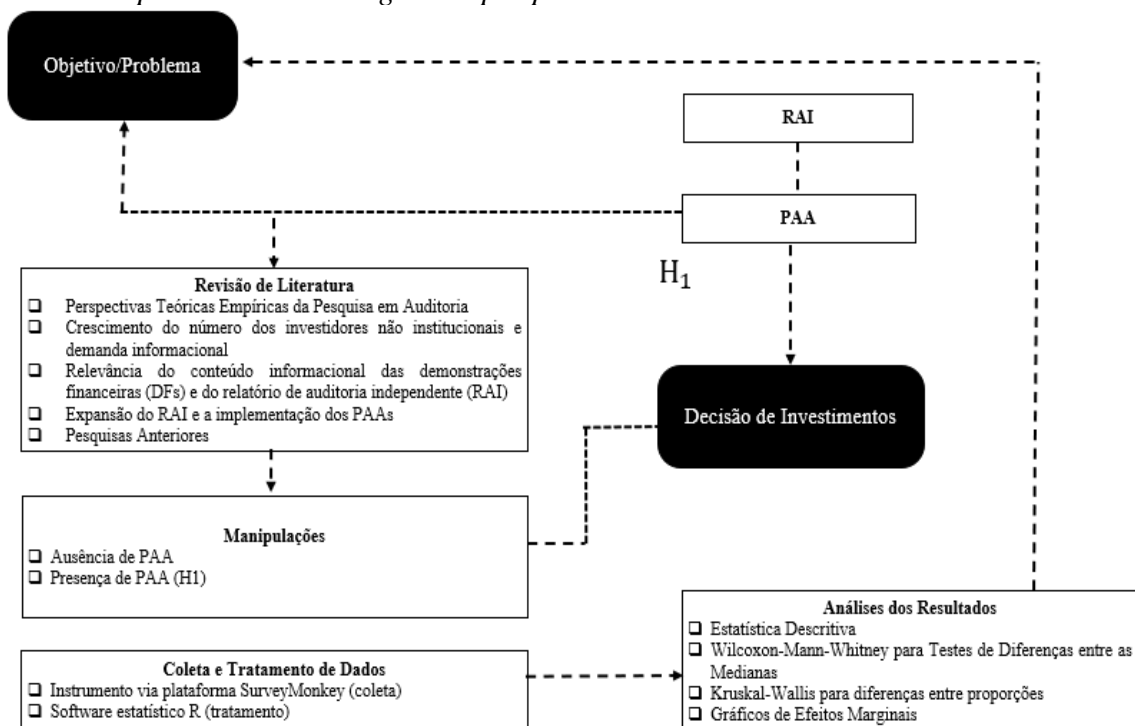 Objetivo/Problema
RAI
PAA
H1
Revisão de Literatura
Perspectivas Teóricas Empíricas da Pesquisa em Auditoria
Crescimento do número dos investidores não institucionais e
demanda informacional
Relevância do conteúdo informacional das demonstrações
financeiras (DFs) e do relatório de auditoria independente (RAI)
Expansão do RAI e a implementação dos PAAs
Pesquisas Anteriores
Decisão de Investimentos
Manipulações
Ausência de PAA
Presença de PAA (H1)
Coleta e Tratamento de Dados
Instrumento via plataforma SurveyMonkey (coleta)
Software estatístico R (tratamento)
Análises dos Resultados
Estatística Descritiva
Wilcoxon-Mann-Whitney para Testes de Diferenças entre as
Medianas
Kruskal-Wallis para diferenças entre proporções
Gráficos de Efeitos Marginais